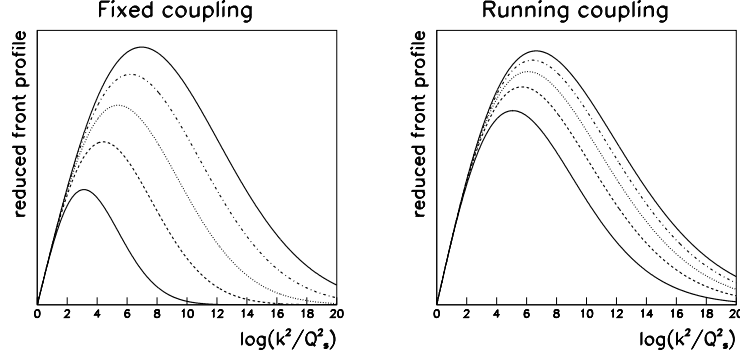 Fixed coupling
reduced front profile
0 2 4 6 8 10 12 14 16 18 20
log(k²/Q²ₛ)
Running coupling
reduced front profile
0 2 4 6 8 10 12 14 16 18 20
log(k²/Q²ₛ)